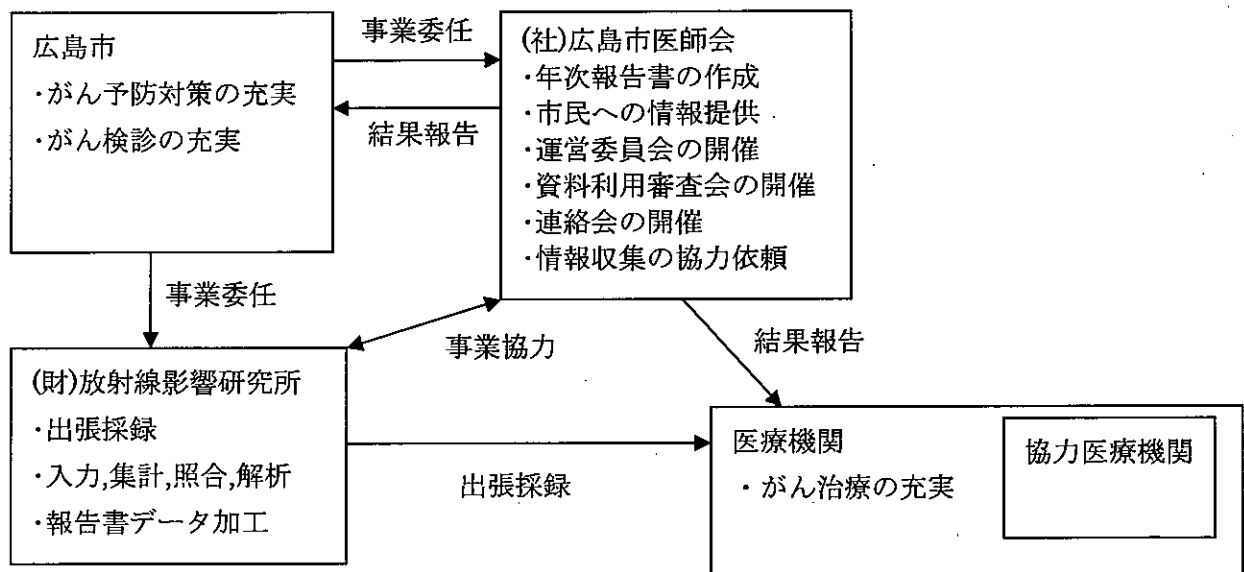 広島市
・がん予防対策の充実
・がん検診の充実
事業委任
結果報告
(社)広島市医師会
・年次報告書の作成
・市民への情報提供
・運営委員会の開催
・資料利用審査会の開催
・連絡会の開催
・情報収集の協力依頼
事業委任
事業協力
結果報告
(財)放射線影響研究所
・出張採録
・入力,集計,照合,解析
・報告書データ加工
出張採録
医療機関
・がん治療の充実
協力医療機関